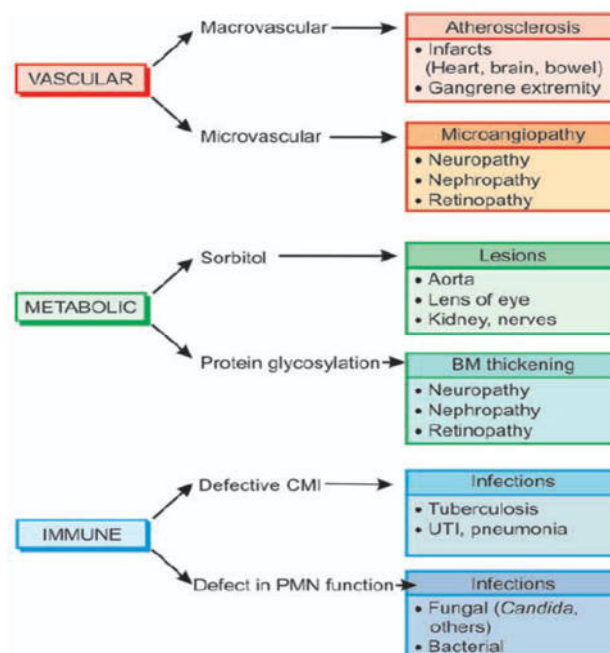 Macrovascular
Atherosclerosis
• Infarcts
(Heart, brain, bowel)
• Gangrene extremity
VASCULAR
Microvascular
Microangiopathy
• Neuropathy
• Nephropathy
• Retinopathy
Sorbitol
Lesions
• Aorta
• Lens of eye
• Kidney, nerves
METABOLIC
Protein glycosylation
BM thickening
• Neuropathy
• Nephropathy
• Retinopathy
Defective CMI
Infections
• Tuberculosis
• UTI, pneumonia
IMMUNE
Defect in PMN function
Infections
• Fungal (Candida,
others)
• Bacterial